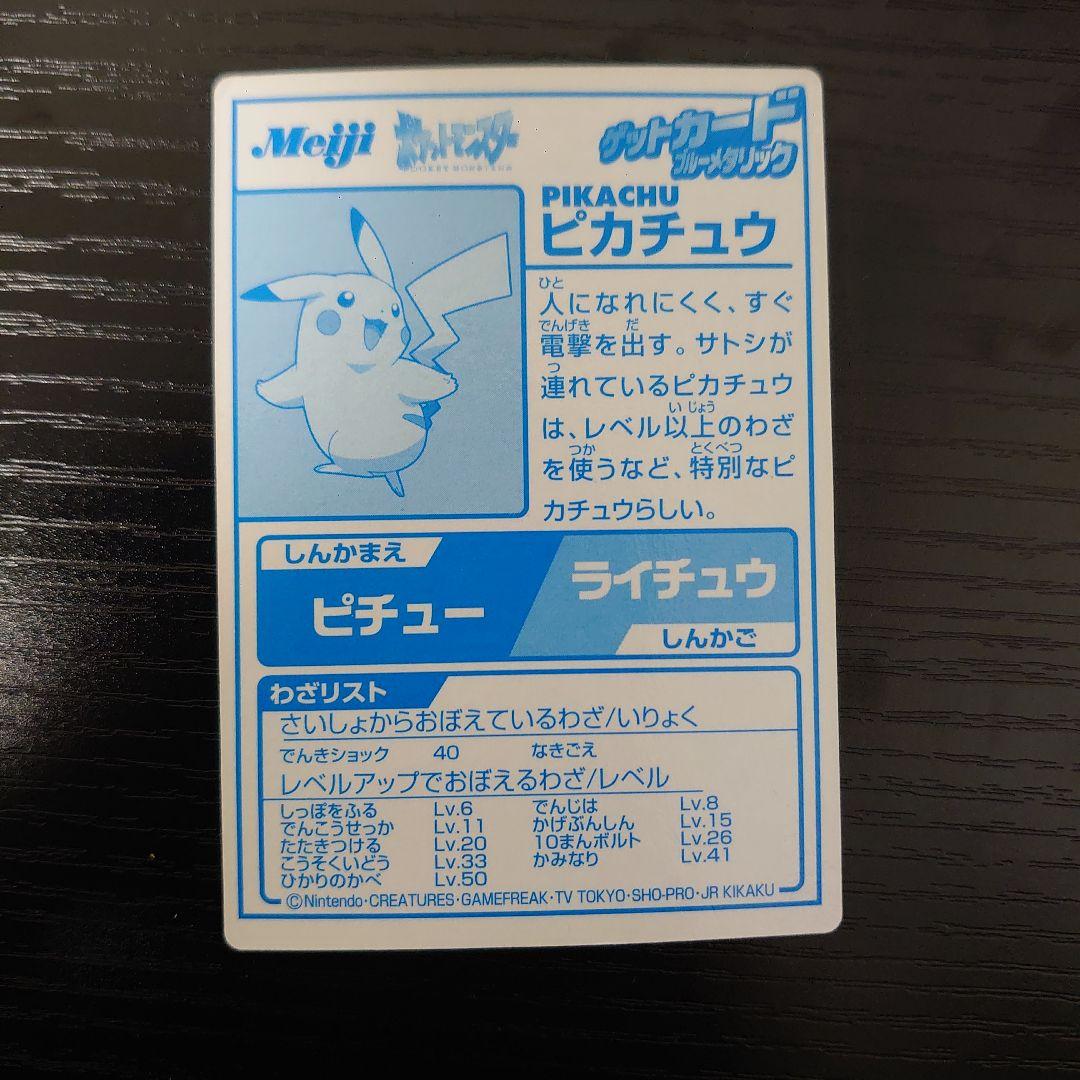 Meiji
ポケットモンスター
POCKET MONSTERS
ゲットカード
ブルーメタリック
PIKACHU
ピカチュウ
ひと
人になれにくく、すぐ
でんげき だ
電撃を出す。サトシが
つ
連れているピカチュウ
い じょう
は、レベル以上のわざ
つか とくべつ
を使うなど、特別なピ
カチュウらしい。
しんかまえ
ピチュー
ライチュウ
しんかご
わざリスト
さいしょからおぼえているわざ/いりょく
でんきショック 40 なきごえ
レベルアップでおぼえるわざ/レベル
しっぽをふる Lv.6 でんじは Lv.8
でんこうせっか Lv.11 かげぶんしん Lv.15
たたきつける Lv.20 10まんボルト Lv.26
こうそくいどう Lv.33 かみなり Lv.41
ひかりのかべ Lv.50
©Nintendo・CREATURES・GAMEFREAK・TV TOKYO・SHO-PRO・JR KIKAKU